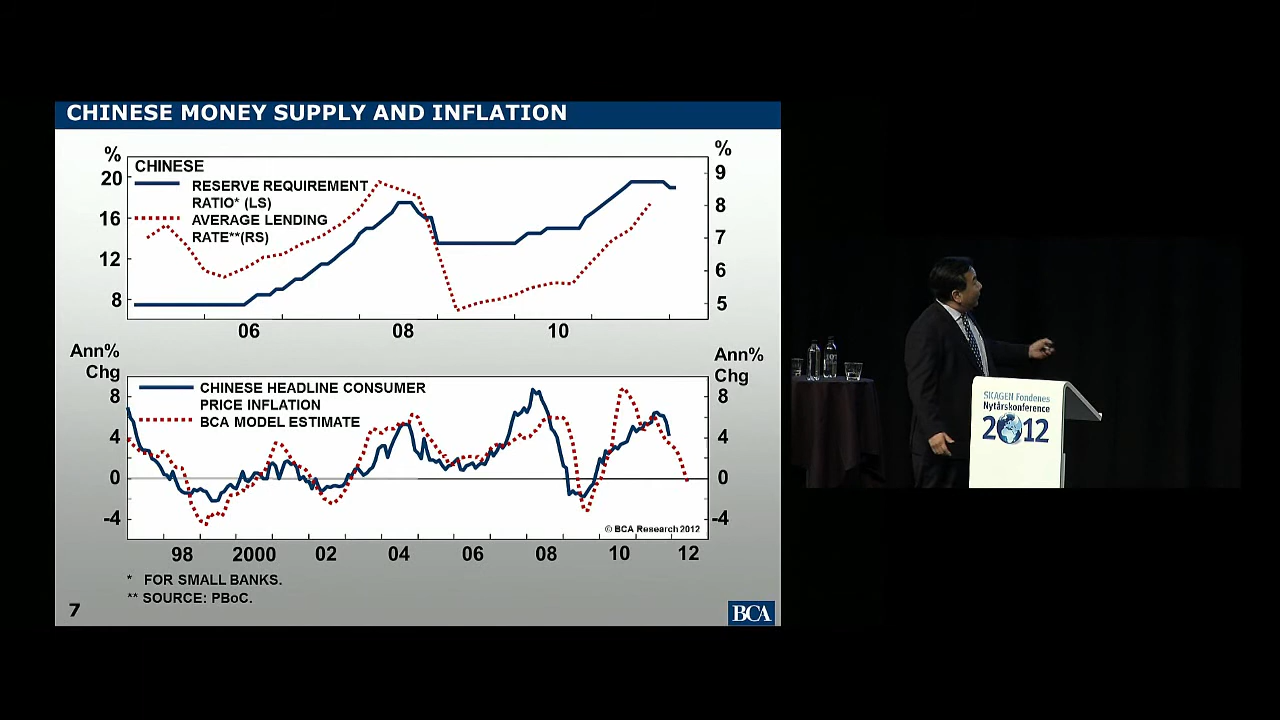 CHINESE MONEY SUPPLY AND INFLATION
%
%
CHINESE
RESERVE REQUIREMENT
RATIO* (LS)
AVERAGE LENDING
RATE**(RS)
20
16
12
8
9
8
7
6
5
06
08
10
Ann%
Chg
Ann%
Chg
CHINESE HEADLINE CONSUMER
PRICE INFLATION
BCA MODEL ESTIMATE
8
4
0
-4
8
4
0
-4
© BCA Research 2012
98
2000
02
04
06
08
10
12
* FOR SMALL BANKS.
** SOURCE: PBoC.
7
BCA
SKAGEN Fondenes
Nytårskonference
2012